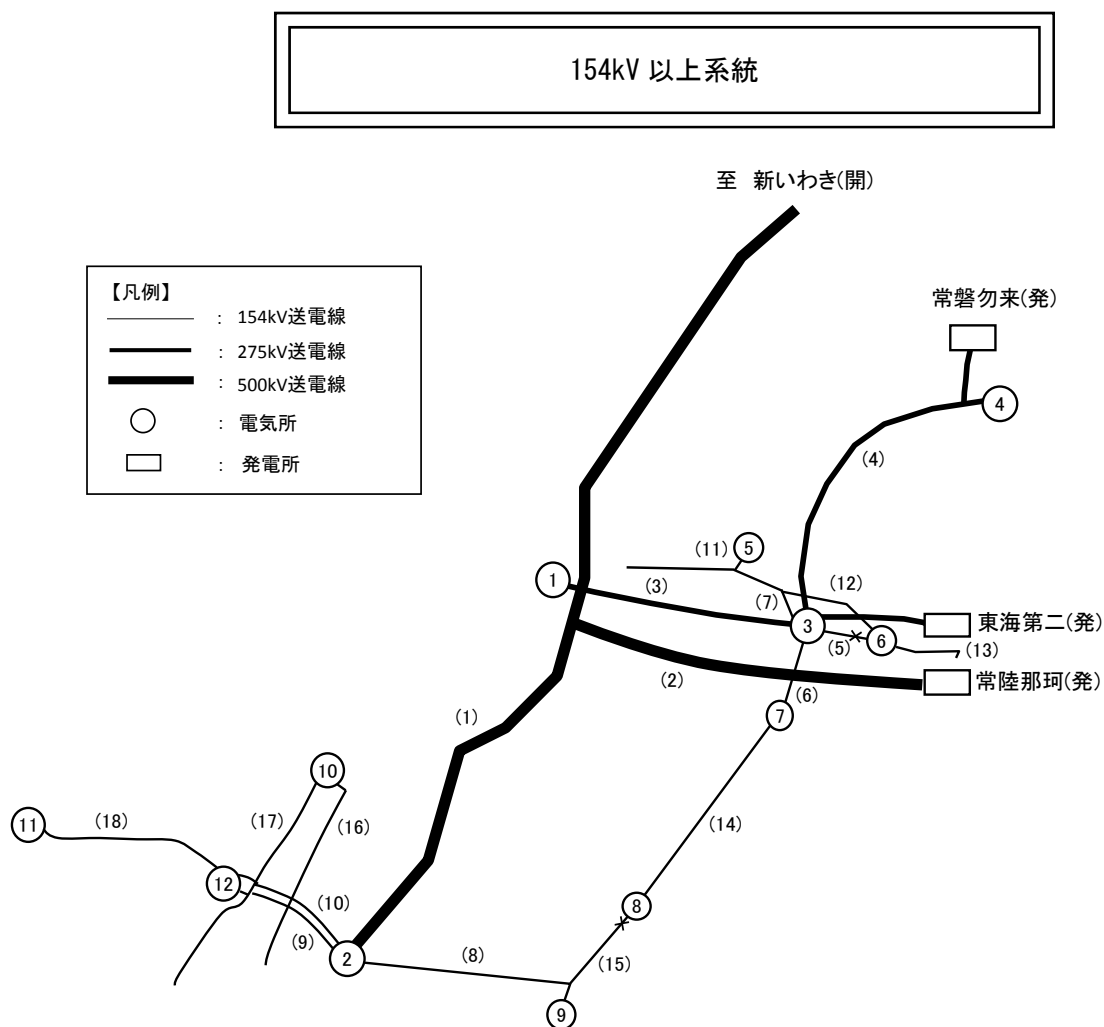 154kV 以上系統
至 新いわき(開)
【凡例】
: 154kV送電線
: 275kV送電線
: 500kV送電線
: 電気所
: 発電所
常磐勿来(発)
4
(4)
(11)
5
1
(3)
(7)
(12)
3
東海第二(発)
(5)
6
(13)
(2)
(6)
常陸那珂(発)
7
(1)
10
(14)
11
(18)
(17)
(16)
12
(10)
8
(9)
2
(8)
(15)
9